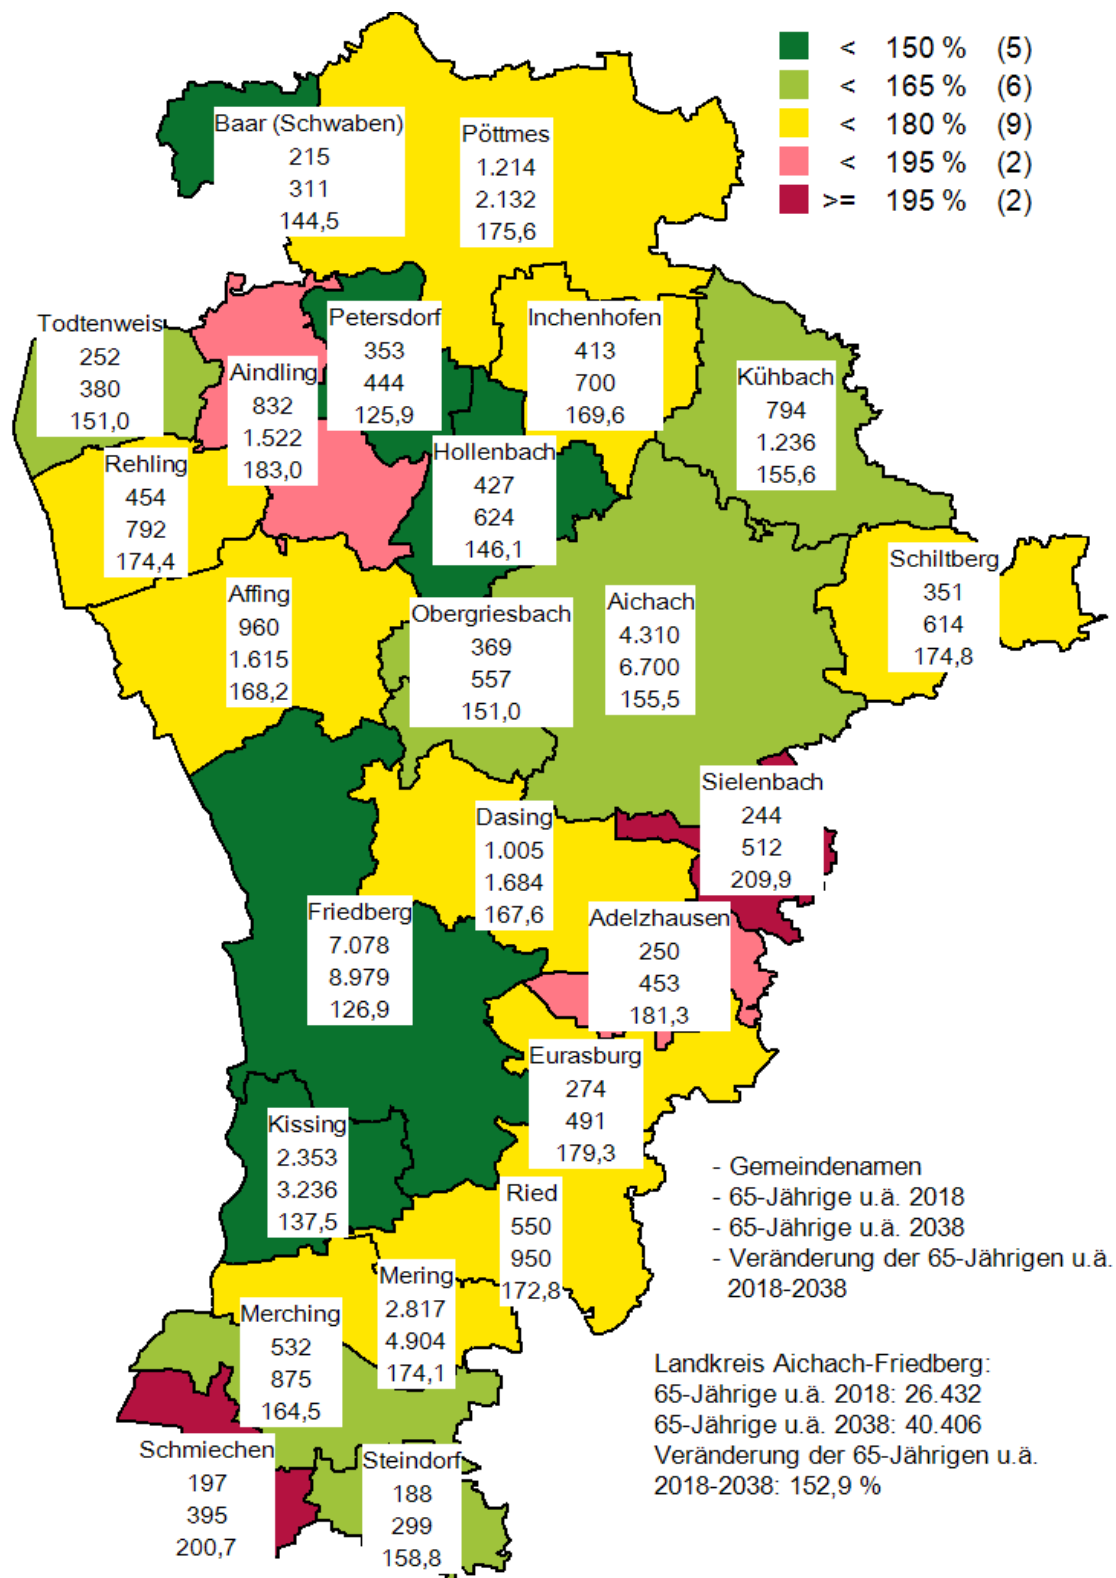 < 150 % (5)
< 165 % (6)
< 180 % (9)
< 195 % (2)
>= 195 % (2)
Baar (Schwaben)
215
311
144,5
Pöttmes
1.214
2.132
175,6
Todtenweis
252
380
151,0
Aindling
832
1.522
183,0
Petersdorf
353
444
125,9
Inchenhofen
413
700
169,6
Kühbach
794
1.236
155,6
Rehling
454
792
174,4
Hollenbach
427
624
146,1
Schiltberg
351
614
174,8
Affing
960
1.615
168,2
Obergriesbach
369
557
151,0
Aichach
4.310
6.700
155,5
Sielenbach
244
512
209,9
Dasing
1.005
1.684
167,6
Friedberg
7.078
8.979
126,9
Adelzhausen
250
453
181,3
Eurasburg
274
491
179,3
Kissing
2.353
3.236
137,5
Ried
550
950
172,8
Mering
2.817
4.904
174,1
Merching
532
875
164,5
Schmiechen
197
395
200,7
Steindorf
188
299
158,8
- Gemeindenamen
- 65-Jährige u.ä. 2018
- 65-Jährige u.ä. 2038
- Veränderung der 65-Jährigen u.ä.
2018-2038
Landkreis Aichach-Friedberg:
65-Jährige u.ä. 2018: 26.432
65-Jährige u.ä. 2038: 40.406
Veränderung der 65-Jährigen u.ä.
2018-2038: 152,9 %